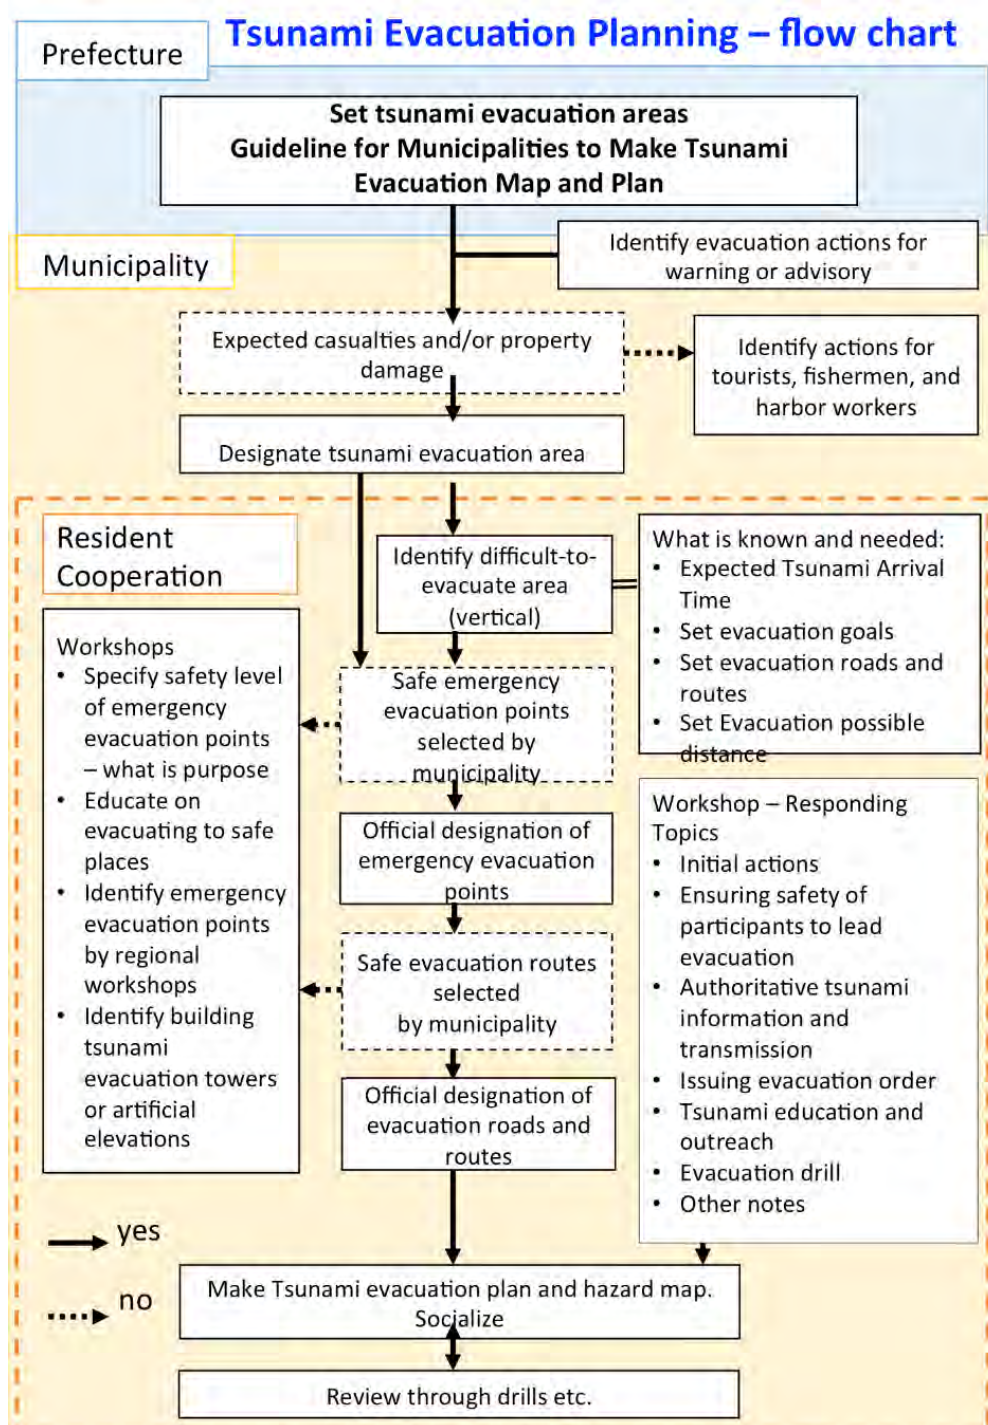 Tsunami Evacuation Planning – flow chart
Prefecture
Set tsunami evacuation areas
Guideline for Municipalities to Make Tsunami
Evacuation Map and Plan
Municipality
Identify evacuation actions for
warning or advisory
Expected casualties and/or property
damage
Identify actions for
tourists, fishermen, and
harbor workers
Designate tsunami evacuation area
Resident
Cooperation
Identify difficult-to-
evacuate area
(vertical)
What is known and needed:
• Expected Tsunami Arrival
Time
• Set evacuation goals
• Set evacuation roads and
routes
• Set Evacuation possible
distance
Workshops
• Specify safety level
of emergency
evacuation points
– what is purpose
• Educate on
evacuating to safe
places
• Identify emergency
evacuation points
by regional
workshops
• Identify building
tsunami
evacuation towers
or artificial
elevations
Safe emergency
evacuation points
selected by
municipality
Official designation of
emergency evacuation
points
Safe evacuation routes
selected
by municipality
Official designation of
evacuation roads and
routes
Workshop – Responding
Topics
• Initial actions
• Ensuring safety of
participants to lead
evacuation
• Authoritative tsunami
information and
transmission
• Issuing evacuation order
• Tsunami education and
outreach
• Evacuation drill
• Other notes
yes
no
Make Tsunami evacuation plan and hazard map.
Socialize
Review through drills etc.